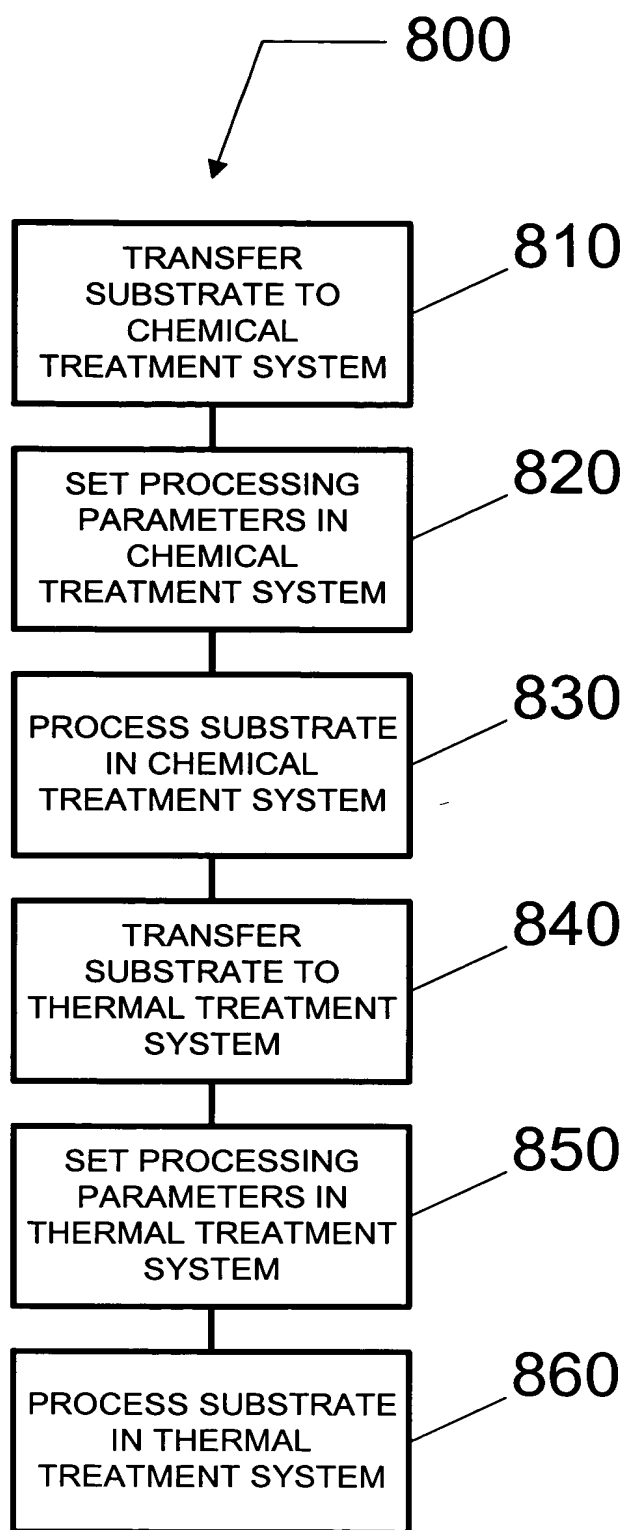 800
TRANSFER
SUBSTRATE TO
CHEMICAL
TREATMENT SYSTEM
810
SET PROCESSING
PARAMETERS IN
CHEMICAL
TREATMENT SYSTEM
820
PROCESS SUBSTRATE
IN CHEMICAL
TREATMENT SYSTEM
830
TRANSFER
SUBSTRATE TO
THERMAL TREATMENT
SYSTEM
840
SET PROCESSING
PARAMETERS IN
THERMAL TREATMENT
SYSTEM
850
PROCESS SUBSTRATE
IN THERMAL
TREATMENT SYSTEM
860